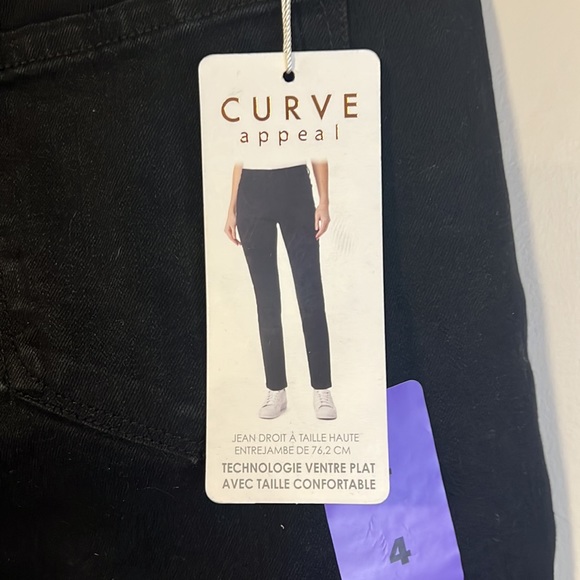 CURVE
appeal
JEAN DROIT À TAILLE HAUTE
ENTREJAMBE DE 76,2 CM
TECHNOLOGIE VENTRE PLAT
AVEC TAILLE CONFORTABLE
4